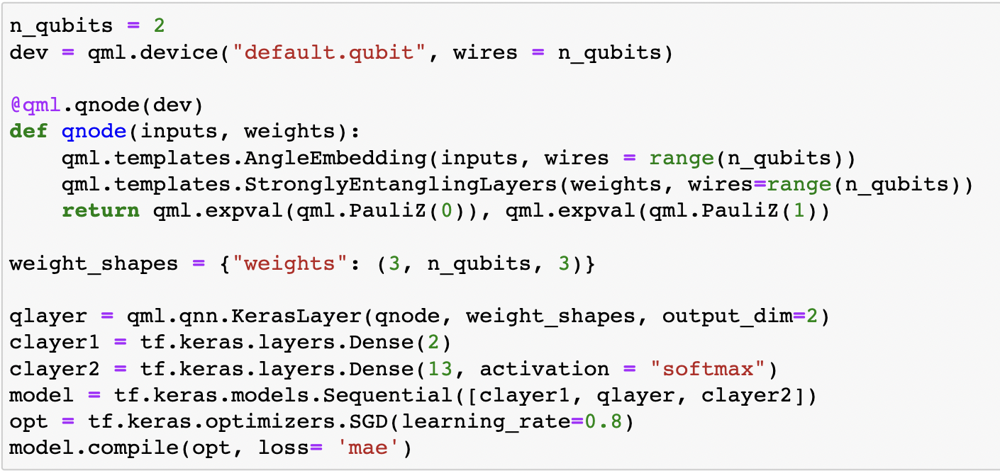 n_qubits = 2
dev = qml.device("default.qubit", wires = n_qubits)
@qml.qnode(dev)
def qnode(inputs, weights):
    qml.templates.AngleEmbedding(inputs, wires = range(n_qubits))
    qml.templates.StronglyEntanglingLayers(weights, wires=range(n_qubits))
    return qml.expval(qml.PauliZ(0)), qml.expval(qml.PauliZ(1))
weight_shapes = {"weights": (3, n_qubits, 3)}
qlayer = qml.qnn.KerasLayer(qnode, weight_shapes, output_dim=2)
clayer1 = tf.keras.layers.Dense(2)
clayer2 = tf.keras.layers.Dense(13, activation = "softmax")
model = tf.keras.models.Sequential([clayer1, qlayer, clayer2])
opt = tf.keras.optimizers.SGD(learning_rate=0.8)
model.compile(opt, loss= 'mae')